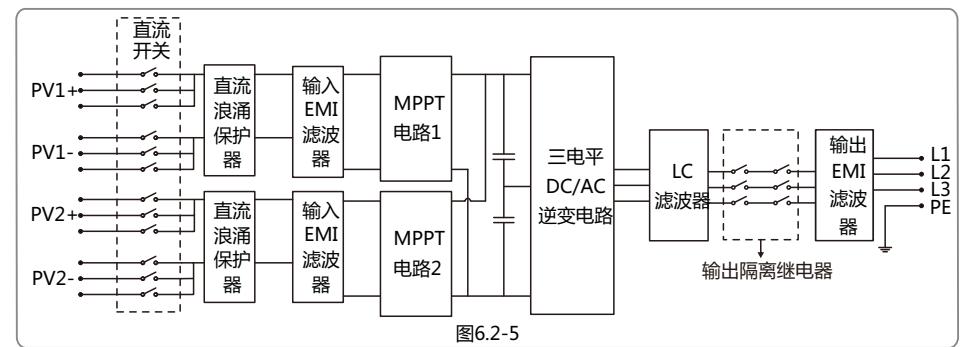 直流
开关
PV1+
PV1-
PV2+
PV2-
直流
浪涌
保护
器
输入
EMI
滤波
器
MPPT
电路1
直流
浪涌
保护
器
输入
EMI
滤波
器
MPPT
电路2
三电平
DC/AC
逆变电路
LC
滤波器
输出隔离继电器
输出
EMI
滤波
器
L1
L2
L3
PE
图6.2-5